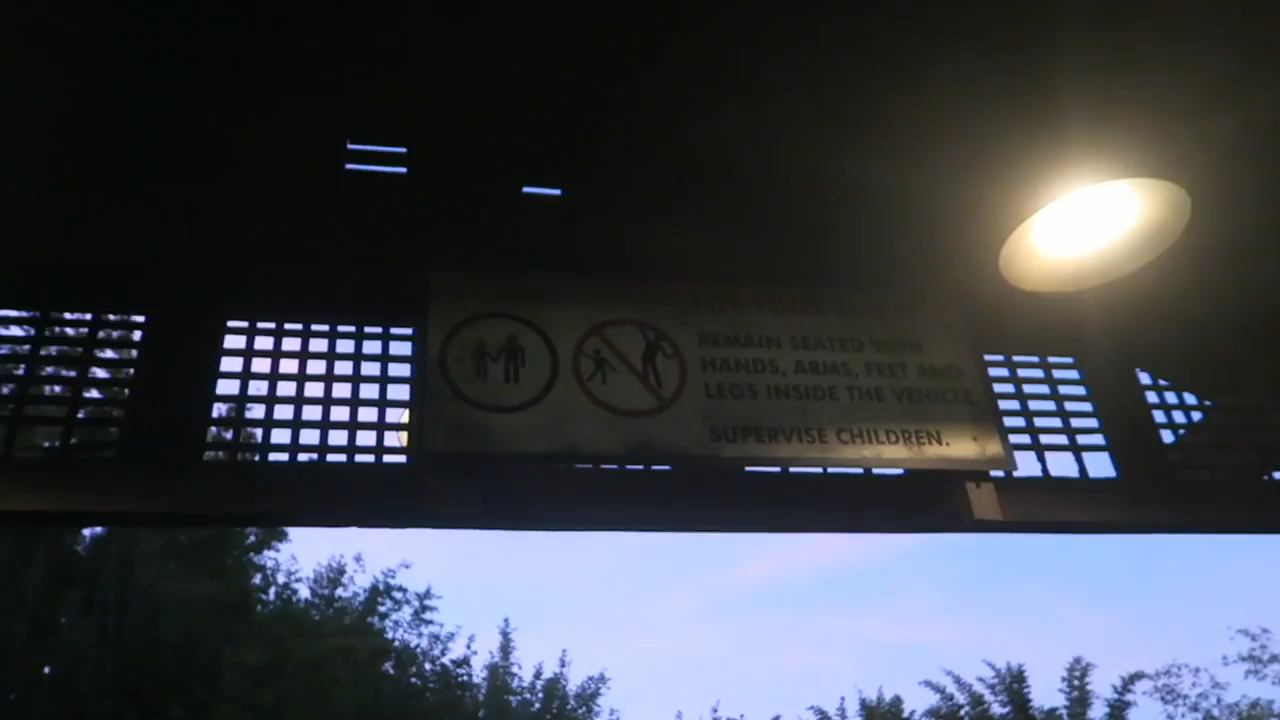 REMAIN SEATED WITH
HANDS, ARMS, FEET AND
LEGS INSIDE THE VEHICLE.
SUPERVISE CHILDREN.